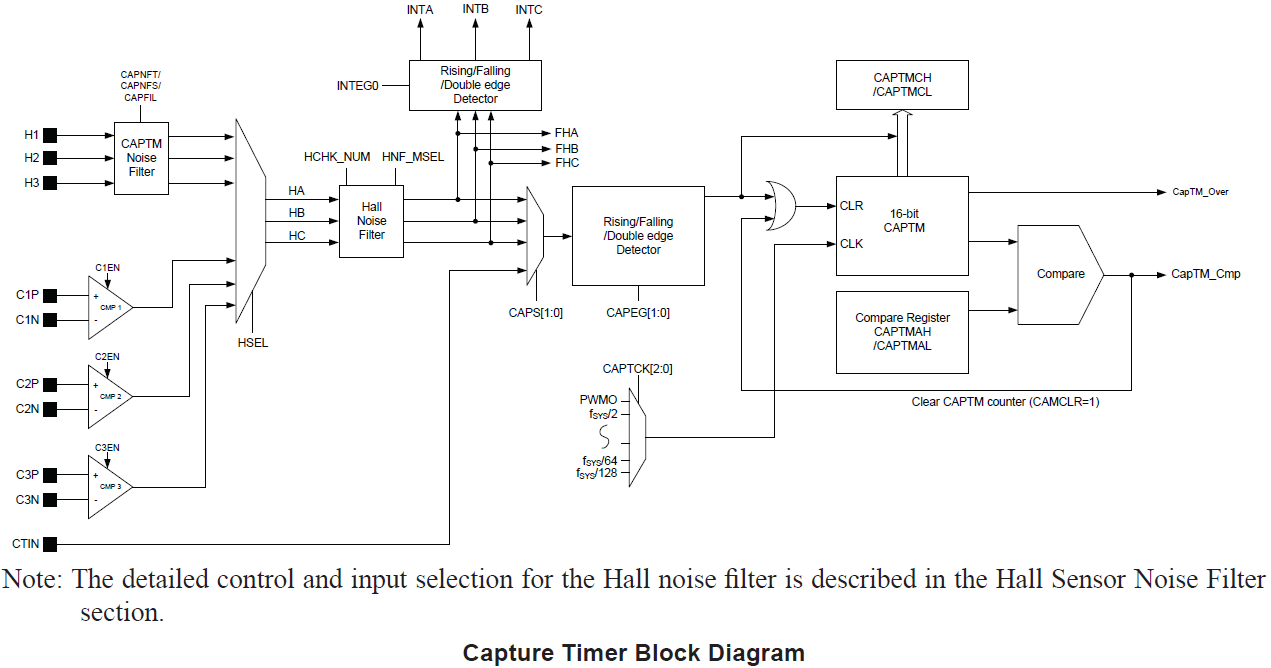 INTA
INTB
INTC
CAPNFT/
CAPNFS/
CAPFIL
INTEG0
Rising/Falling
/Double edge
Detector
CAPTMCH
/CAPTMCL
H1
H2
H3
CAPTM
Noise
Filter
FHA
FHB
FHC
HCHK_NUM
HNF_MSEL
HA
HB
HC
Hall
Noise
Filter
Rising/Falling
/Double edge
Detector
CLR
CLK
16-bit
CAPTM
CapTM_Over
Compare
CapTM_Cmp
C1EN
C1P
C1N
+
-
CMP 1
HSEL
CAPS[1:0]
CAPEG[1:0]
Compare Register
CAPTMAH
/CAPTMAL
C2EN
C2P
C2N
+
-
CMP 2
CAPTCK[2:0]
PWMO
fSYS/2
fSYS/64
fSYS/128
Clear CAPTM counter (CAMCLR=1)
C3EN
C3P
C3N
+
-
CMP 3
CTIN
Note: The detailed control and input selection for the Hall noise filter is described in the Hall Sensor Noise Filter
section.
Capture Timer Block Diagram